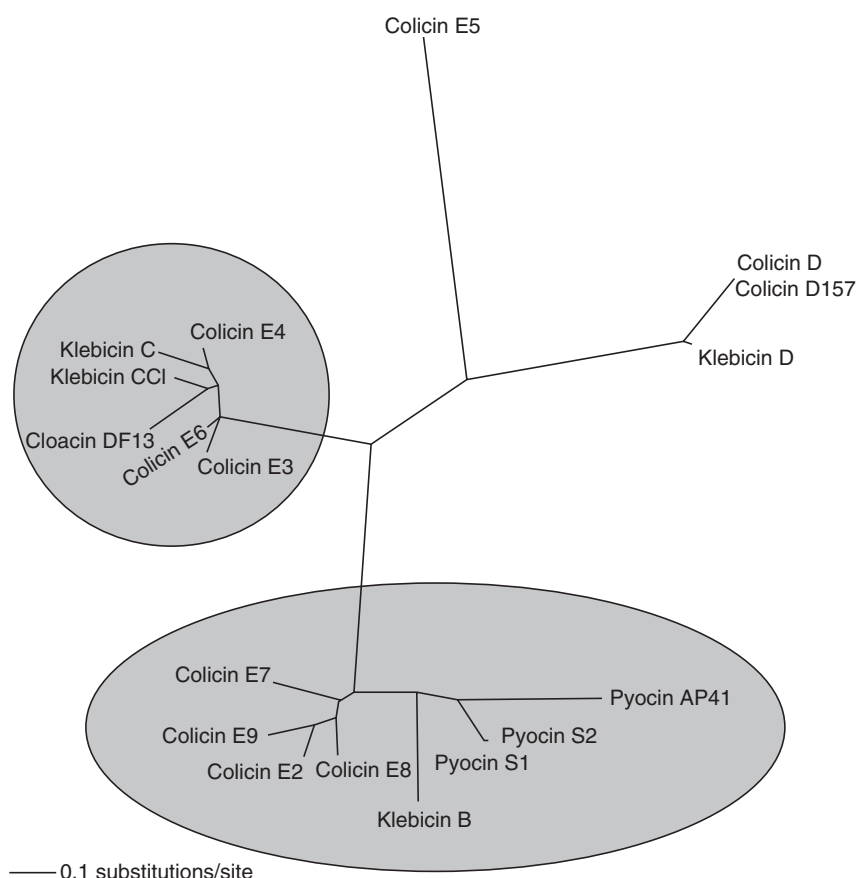 Colicin E5
Colicin D
Colicin D157
Klebicin D
Colicin E4
Klebicin C
Klebicin CCl
Cloacin DF13
Colicin E6
Colicin E3
Colicin E7
Pyocin AP41
Colicin E9
Pyocin S2
Colicin E2
Colicin E8
Pyocin S1
Klebicin B
0.1 substitutions/site